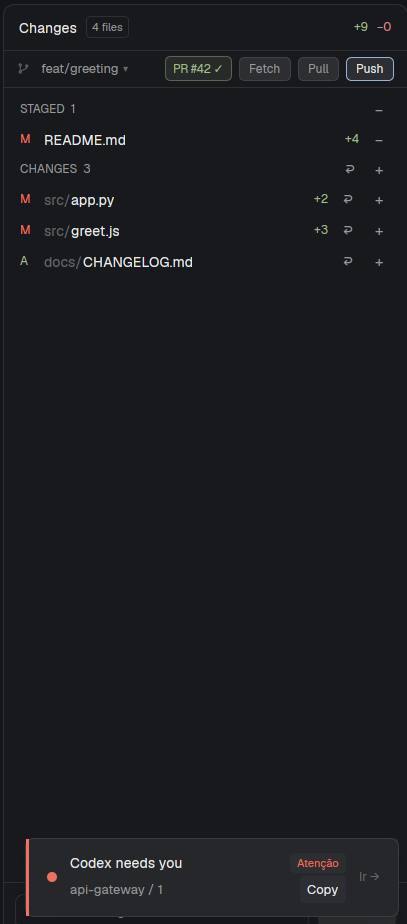 Changes 4 files +9 −0
feat/greeting ▾ PR #42 ✓ Fetch Pull Push
STAGED 1 −
M README.md +4 −
CHANGES 3 +
M src/app.py +2 +
M src/greet.js +3 +
A docs/CHANGELOG.md +
Codex needs you Atenção
api-gateway / 1 Copy Ir →